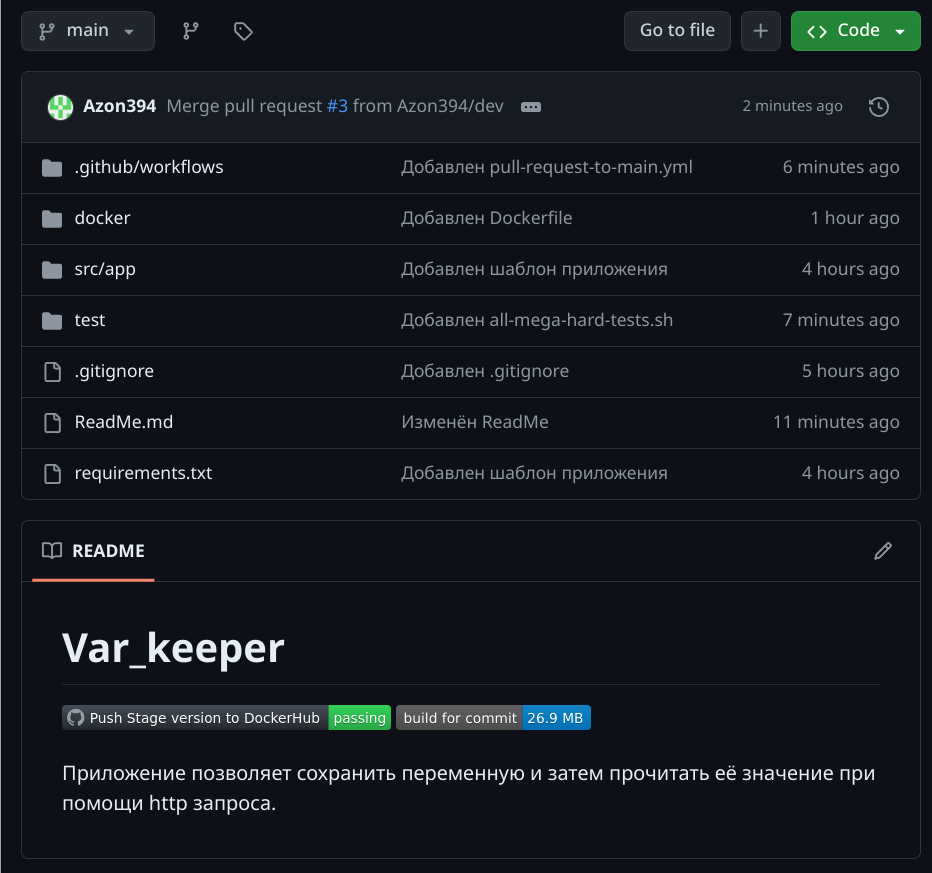 main Go to file Code
Azon394 Merge pull request #3 from Azon394/dev 2 minutes ago
.github/workflows Добавлен pull-request-to-main.yml 6 minutes ago
docker Добавлен Dockerfile 1 hour ago
src/app Добавлен шаблон приложения 4 hours ago
test Добавлен all-mega-hard-tests.sh 7 minutes ago
.gitignore Добавлен .gitignore 5 hours ago
ReadMe.md Изменён ReadMe 11 minutes ago
requirements.txt Добавлен шаблон приложения 4 hours ago
README
Var_keeper
Push Stage version to DockerHub passing build for commit 26.9 MB
Приложение позволяет сохранить переменную и затем прочитать её значение при
помощи http запроса.